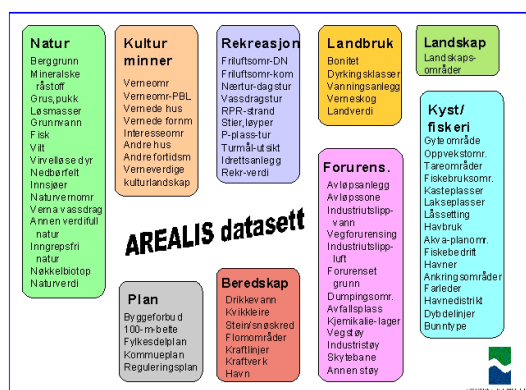 Natur
Berggrunn
Mineralske
råstoff
Grus,pukk
Løsmasser
Grunnvann
Fisk
Vilt
Virvelløse dyr
Nedbørfelt
Innsjøer
Naturvernomr
Verna vassdrag
Annen verdifull
natur
Inngrepsfri
natur
Nøkkelbiotop
Naturverdi
Kultur
minner
Verneomr
Verneomr-PBL
Vernede hus
Vernede fornm
Interesseomr
Andre hus
Andre fortidsm
Verneverdige
kulturlandskap
Rekreasjon
Friluftsomr-DN
Friluftsomr-kom
Nærtur-dagstur
Vassdragstur
RPR-strand
Stier,løyper
P-plass-tur
Turmål-utsikt
Idrettsanlegg
Rekr-verdi
Landbruk
Bonitet
Dyrkingsklasser
Vanningsanlegg
Verneskog
Landverdi
Landskap
Landskaps-
områder
Kyst/
fiskeri
Gyteområde
Oppvekstomr.
Tareområder
Fiskebruksomr.
Kasteplasser
Lakseplasser
Låssetting
Havbruk
Akva-planomr.
Fiskebedrift
Havner
Ankringsområder
Farleder
Havnedistrikt
Dybdelinjer
Bunntype
Forurens.
Avløpsanlegg
Avløpssone
Industriutslipp-
vann
Vegforurensing
Industriutslipp-
luft
Forurenset
grunn
Dumpingsomr.
Avfallsplass
Kjemikalie-lager
Vegstøy
Industristøy
Skytebane
Annen støy
AREALIS datasett
Plan
Byggeforbud
100-m-belte
Fylkesdelplan
Kommueplan
Reguleringsplan
Beredskap
Drikkevann
Kvikkleire
Stein/snøskred
Flomområder
Kraftlinjer
Kraftverk
Havn